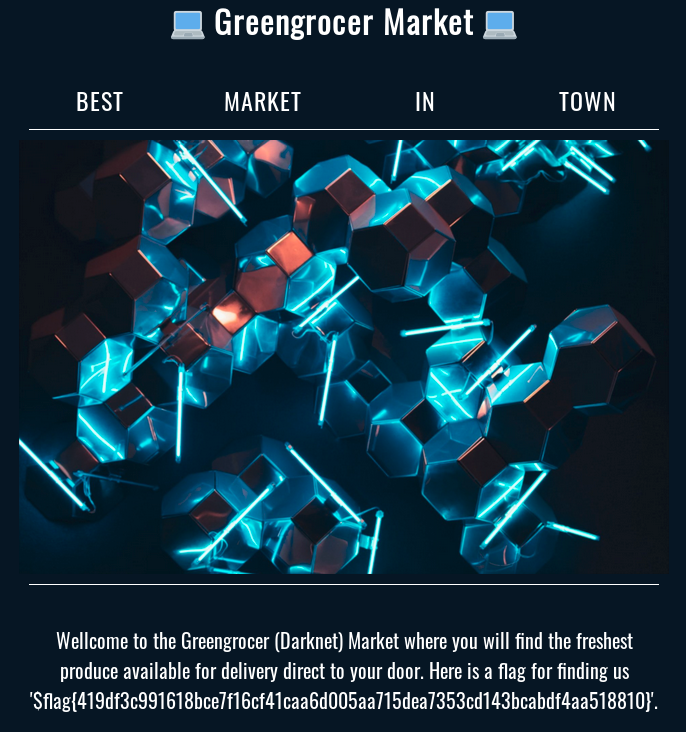 💻 Greengrocer Market 💻
BEST MARKET IN TOWN
Wellcome to the Greengrocer (Darknet) Market where you will find the freshest
produce available for delivery direct to your door. Here is a flag for finding us
'$flag{419df3c991618bce7f16cf41caa6d005aa715dea7353cd143bcabdf4aa518810}'.